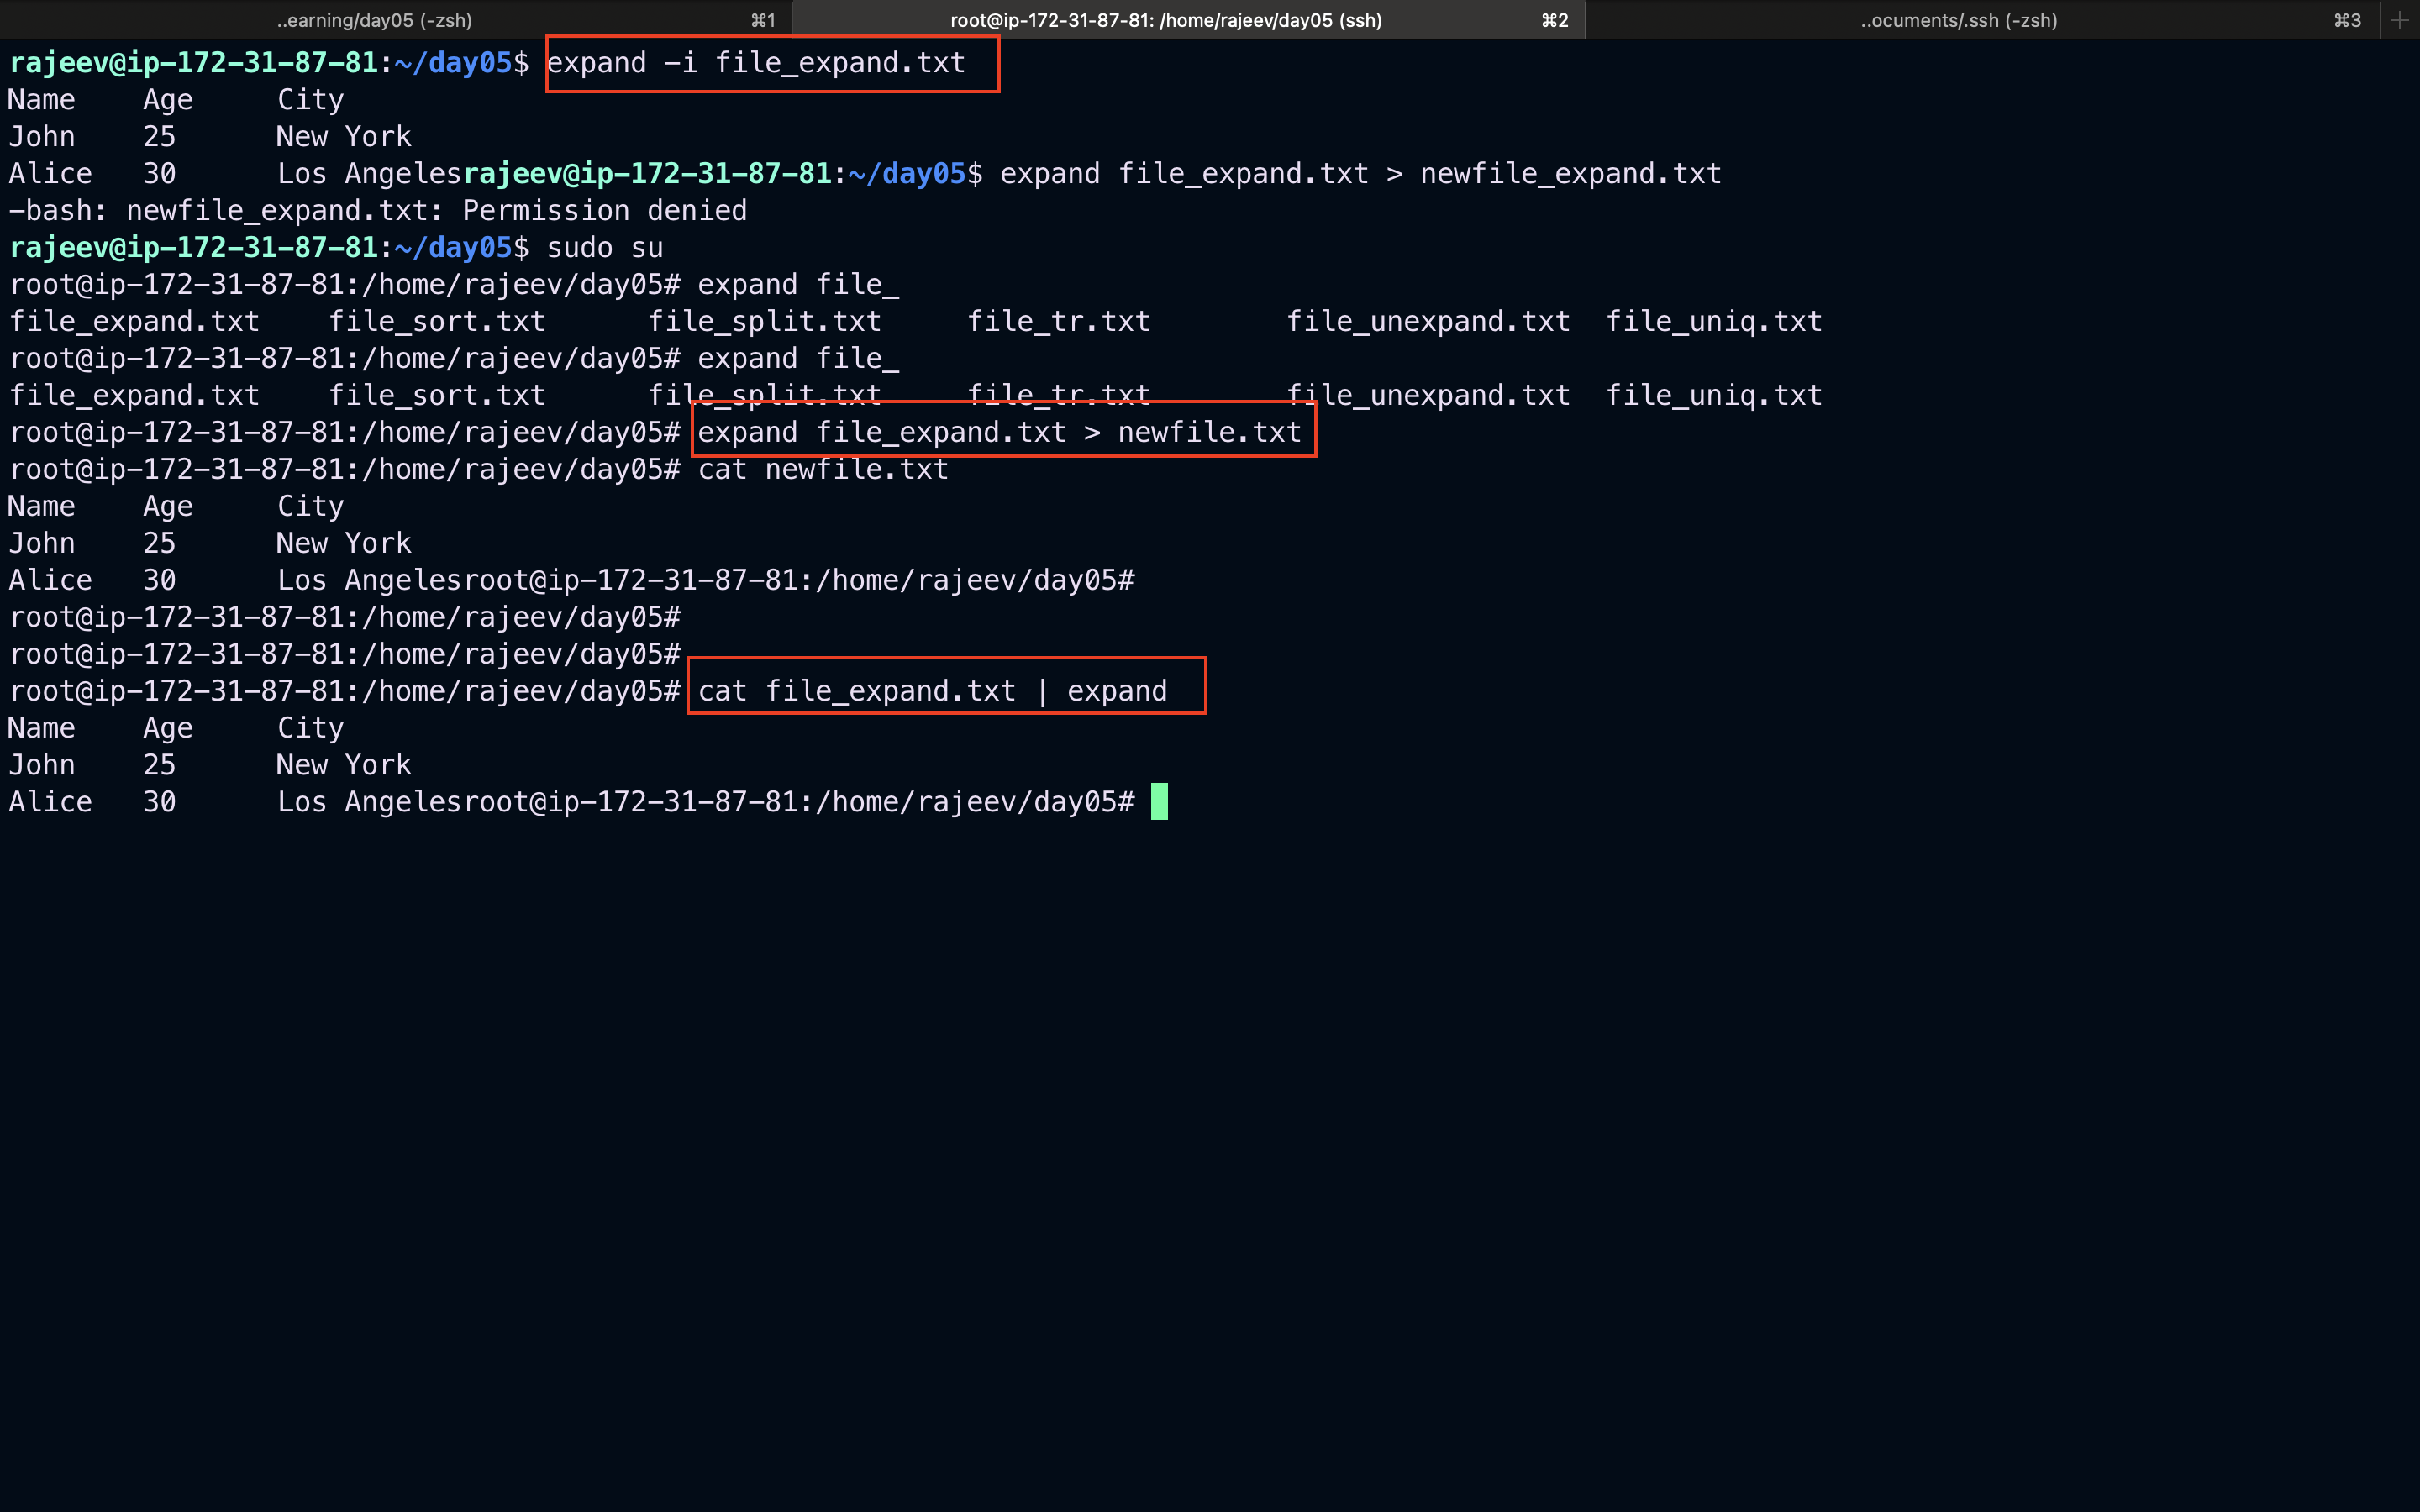 ..earning/day05 (-zsh) ⌘1 root@ip-172-31-87-81: /home/rajeev/day05 (ssh) ⌘2 ..ocuments/.ssh (-zsh) ⌘3 +
rajeev@ip-172-31-87-81:~/day05$ expand -i file_expand.txt
Name    Age     City
John    25      New York
Alice   30      Los Angelesrajeev@ip-172-31-87-81:~/day05$ expand file_expand.txt > newfile_expand.txt
-bash: newfile_expand.txt: Permission denied
rajeev@ip-172-31-87-81:~/day05$ sudo su
root@ip-172-31-87-81:/home/rajeev/day05# expand file_
file_expand.txt    file_sort.txt      file_split.txt     file_tr.txt        file_unexpand.txt  file_uniq.txt
root@ip-172-31-87-81:/home/rajeev/day05# expand file_
file_expand.txt    file_sort.txt      file_split.txt     file_tr.txt        file_unexpand.txt  file_uniq.txt
root@ip-172-31-87-81:/home/rajeev/day05# expand file_expand.txt > newfile.txt
root@ip-172-31-87-81:/home/rajeev/day05# cat newfile.txt
Name    Age     City
John    25      New York
Alice   30      Los Angelesroot@ip-172-31-87-81:/home/rajeev/day05#
root@ip-172-31-87-81:/home/rajeev/day05#
root@ip-172-31-87-81:/home/rajeev/day05#
root@ip-172-31-87-81:/home/rajeev/day05# cat file_expand.txt | expand
Name    Age     City
John    25      New York
Alice   30      Los Angelesroot@ip-172-31-87-81:/home/rajeev/day05#